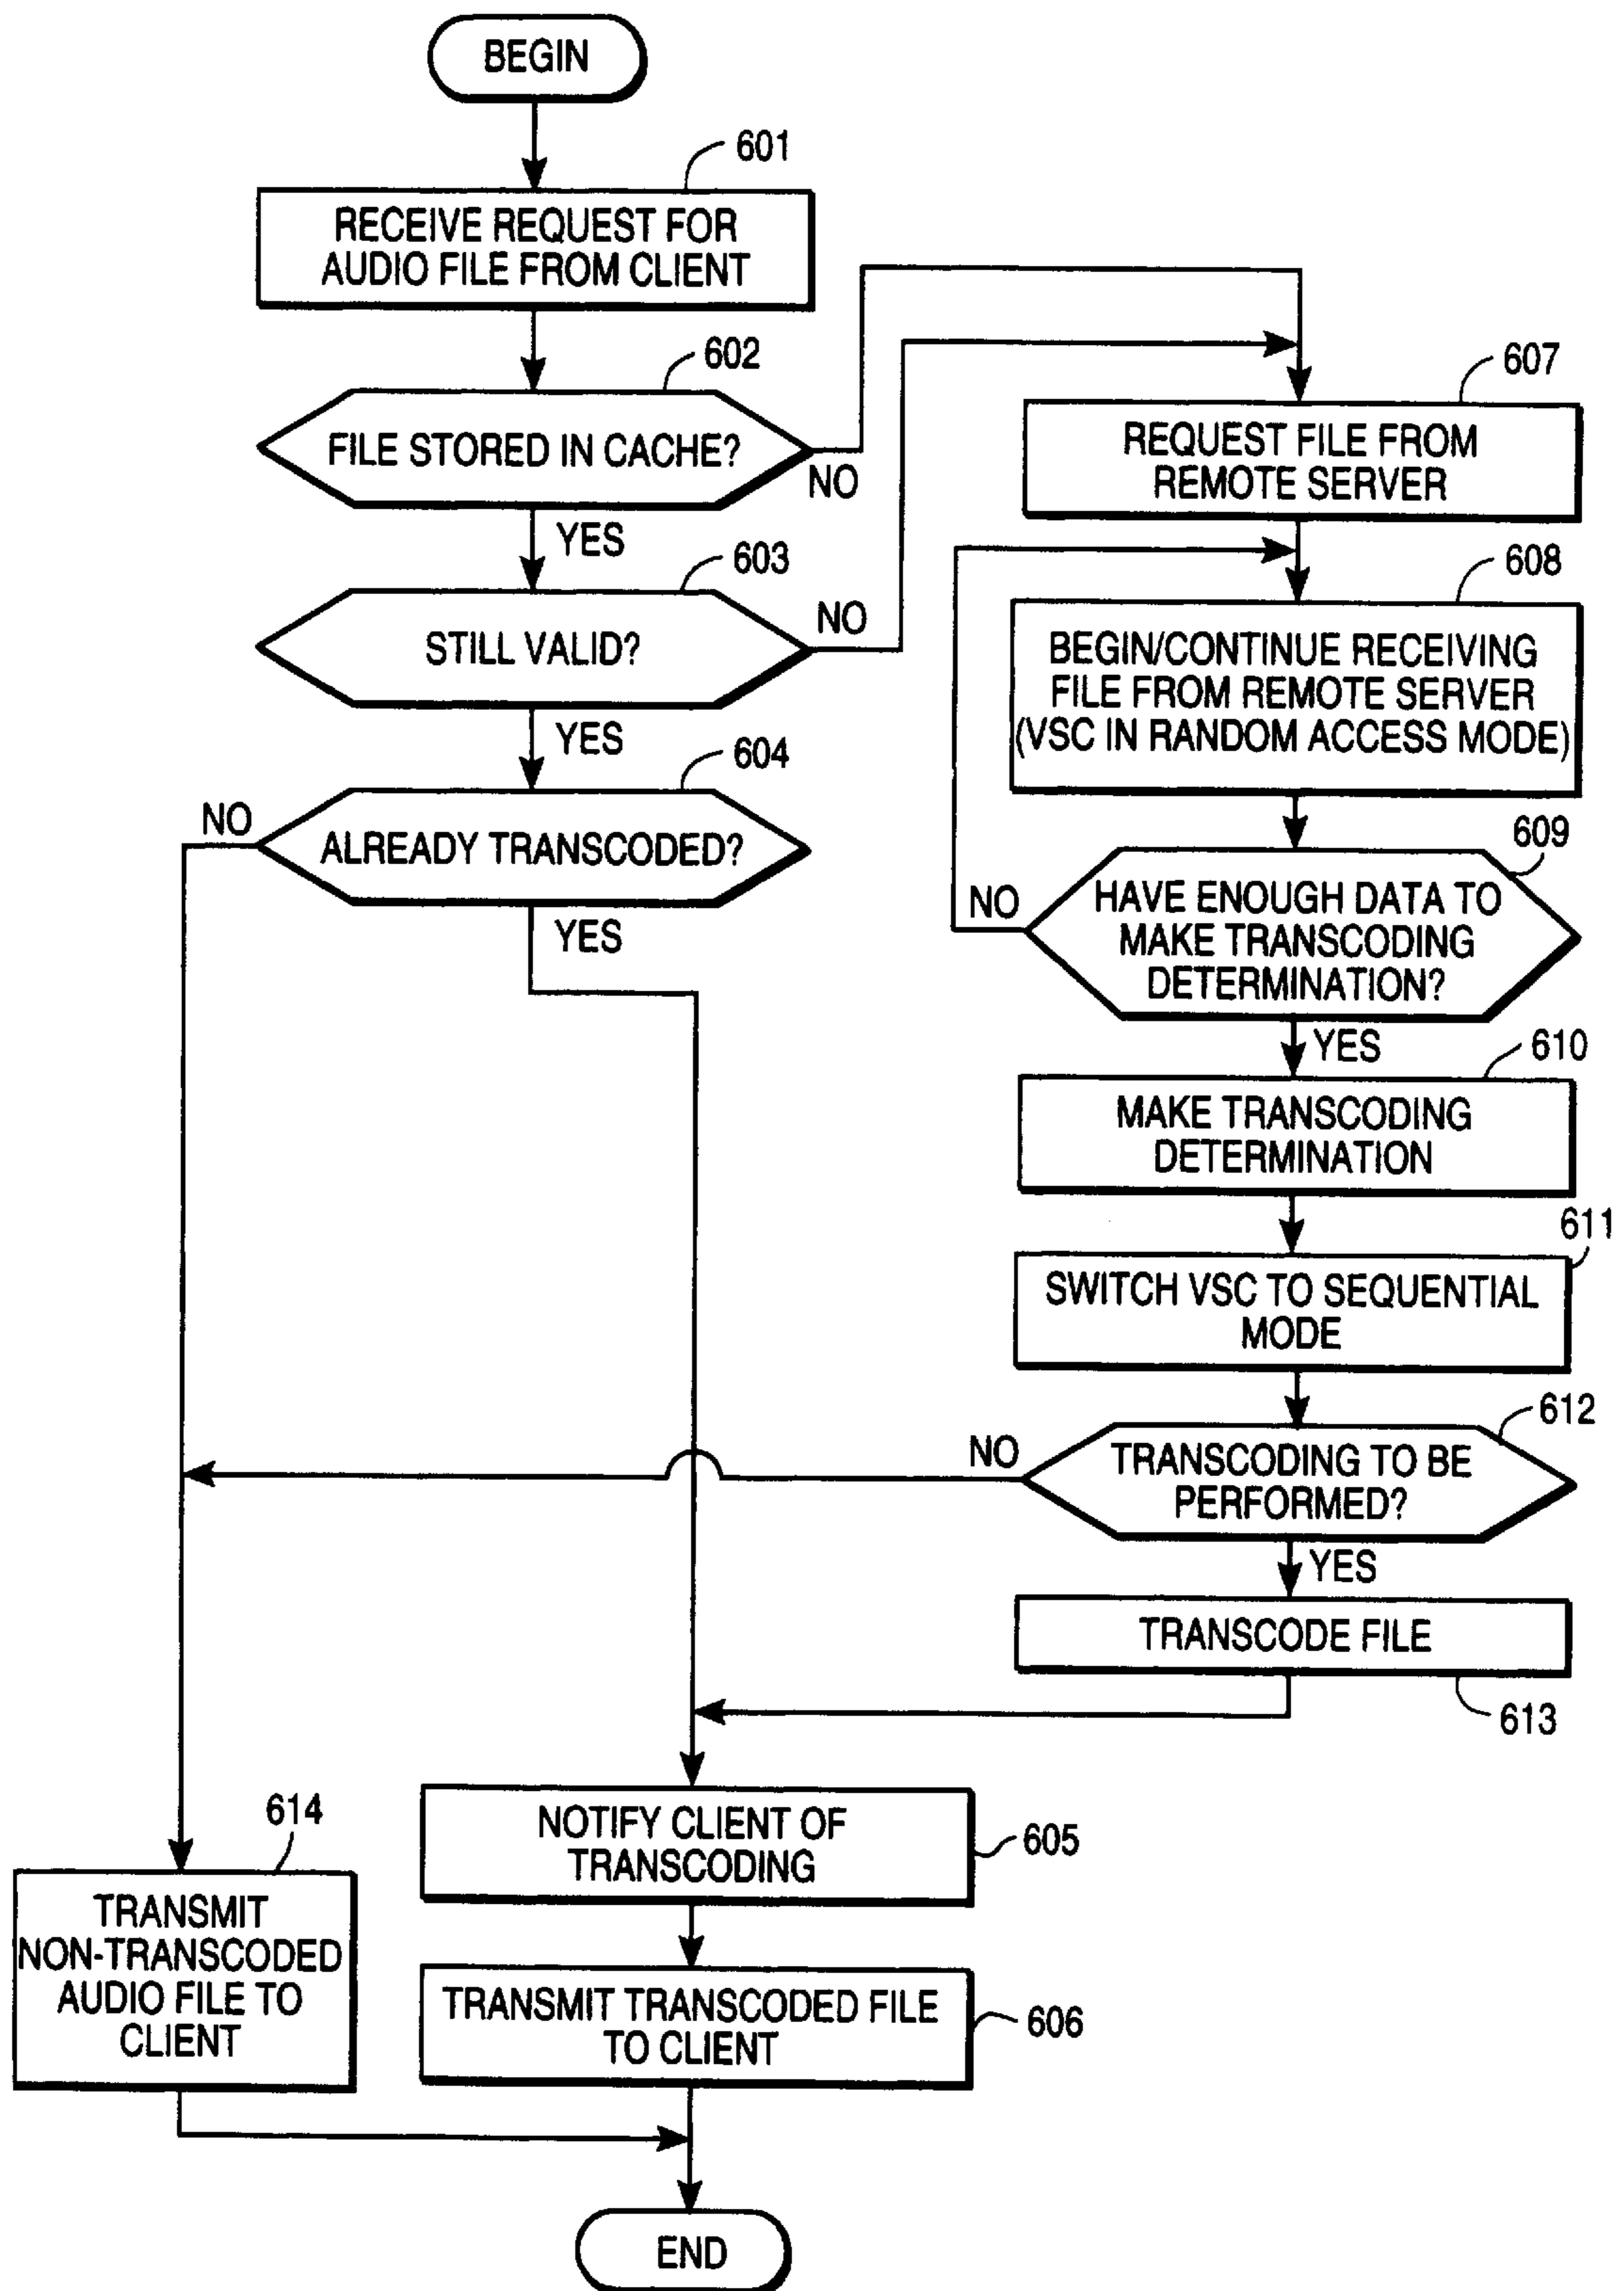 BEGIN
601
RECEIVE REQUEST FOR
AUDIO FILE FROM CLIENT
602
FILE STORED IN CACHE?
NO
YES
603
STILL VALID?
NO
YES
604
NO
ALREADY TRANSCODED?
YES
607
REQUEST FILE FROM
REMOTE SERVER
608
BEGIN/CONTINUE RECEIVING
FILE FROM REMOTE SERVER
(VSC IN RANDOM ACCESS MODE)
609
NO
HAVE ENOUGH DATA TO
MAKE TRANSCODING
DETERMINATION?
YES
610
MAKE TRANSCODING
DETERMINATION
611
SWITCH VSC TO SEQUENTIAL
MODE
612
NO
TRANSCODING TO BE
PERFORMED?
YES
TRANSCODE FILE
613
614
TRANSMIT
NON-TRANSCODED
AUDIO FILE TO
CLIENT
NOTIFY CLIENT OF
TRANSCODING
605
TRANSMIT TRANSCODED FILE
TO CLIENT
606
END